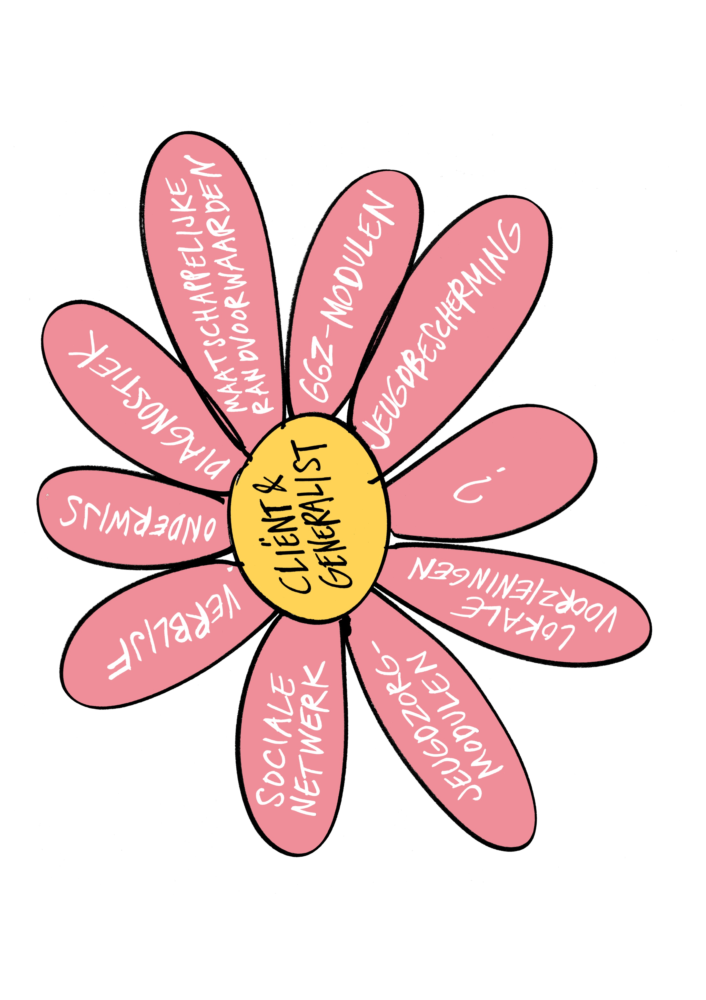 CLIËNT &
GENERALIST
MAATSCHAPPELIJKE
RANDVOORWAARDEN
GGZ-MODULEN
JEUGDBESCHERMING
?
LOKALE
VOORZIENINGEN
JEUGDZORG-
MODULEN
SOCIALE
NETWERK
VERBLIJF
ONDERWIJS
DIAGNOSTIEK